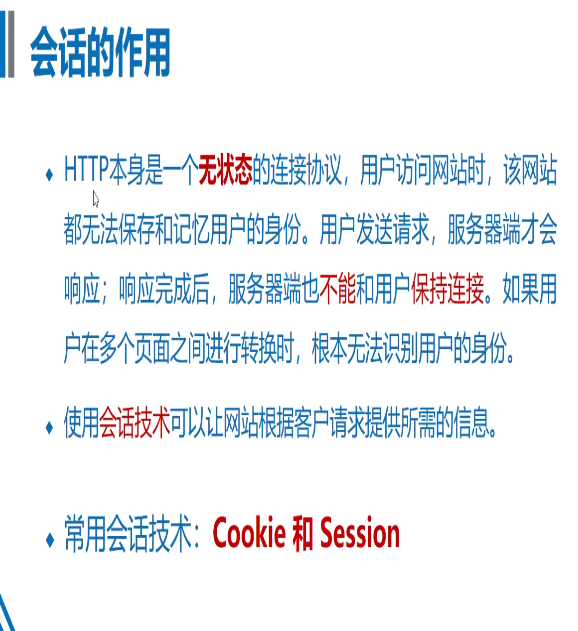 会话的作用
HTTP本身是一个无状态的连接协议，用户访问网站时，该网站
都无法保存和记忆用户的身份。用户发送请求，服务器端才会
响应；响应完成后，服务器端也不能和用户保持连接。如果用
户在多个页面之间进行转换时，根本无法识别用户的身份。
使用会话技术可以让网站根据客户请求提供所需的信息。
常用会话技术：Cookie 和 Session